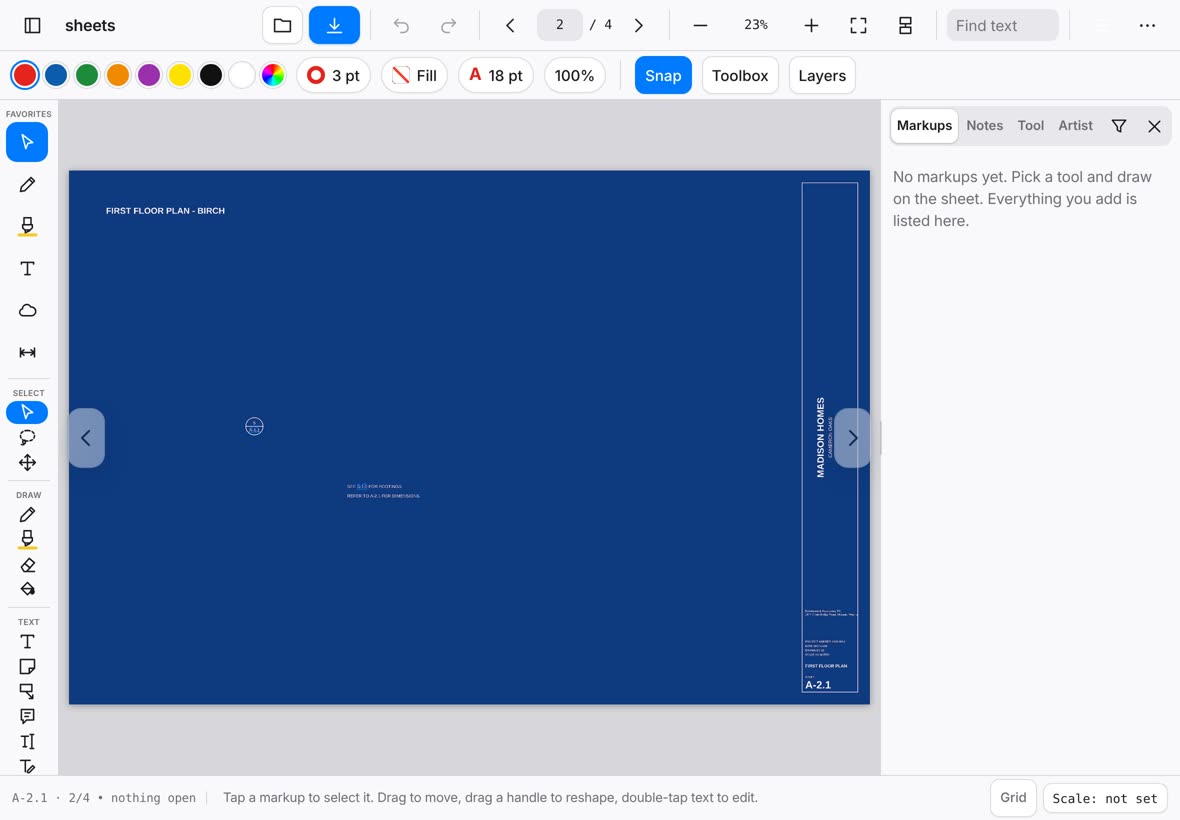 sheets
2 / 4
23%
Find text
3 pt
Fill
A 18 pt
100%
Snap
Toolbox
Layers
FAVORITES
SELECT
DRAW
TEXT
FIRST FLOOR PLAN - BIRCH
FOR FOOTINGS
REFER TO A-2.1 FOR DIMENSIONS
MADISON HOMES
CAMERON OAKS
FIRST FLOOR PLAN
A-2.1
Markups
Notes
Tool
Artist
No markups yet. Pick a tool and draw
on the sheet. Everything you add is
listed here.
A-2.1 · 2/4 • nothing open
Tap a markup to select it. Drag to move, drag a handle to reshape, double-tap text to edit.
Grid
Scale: not set